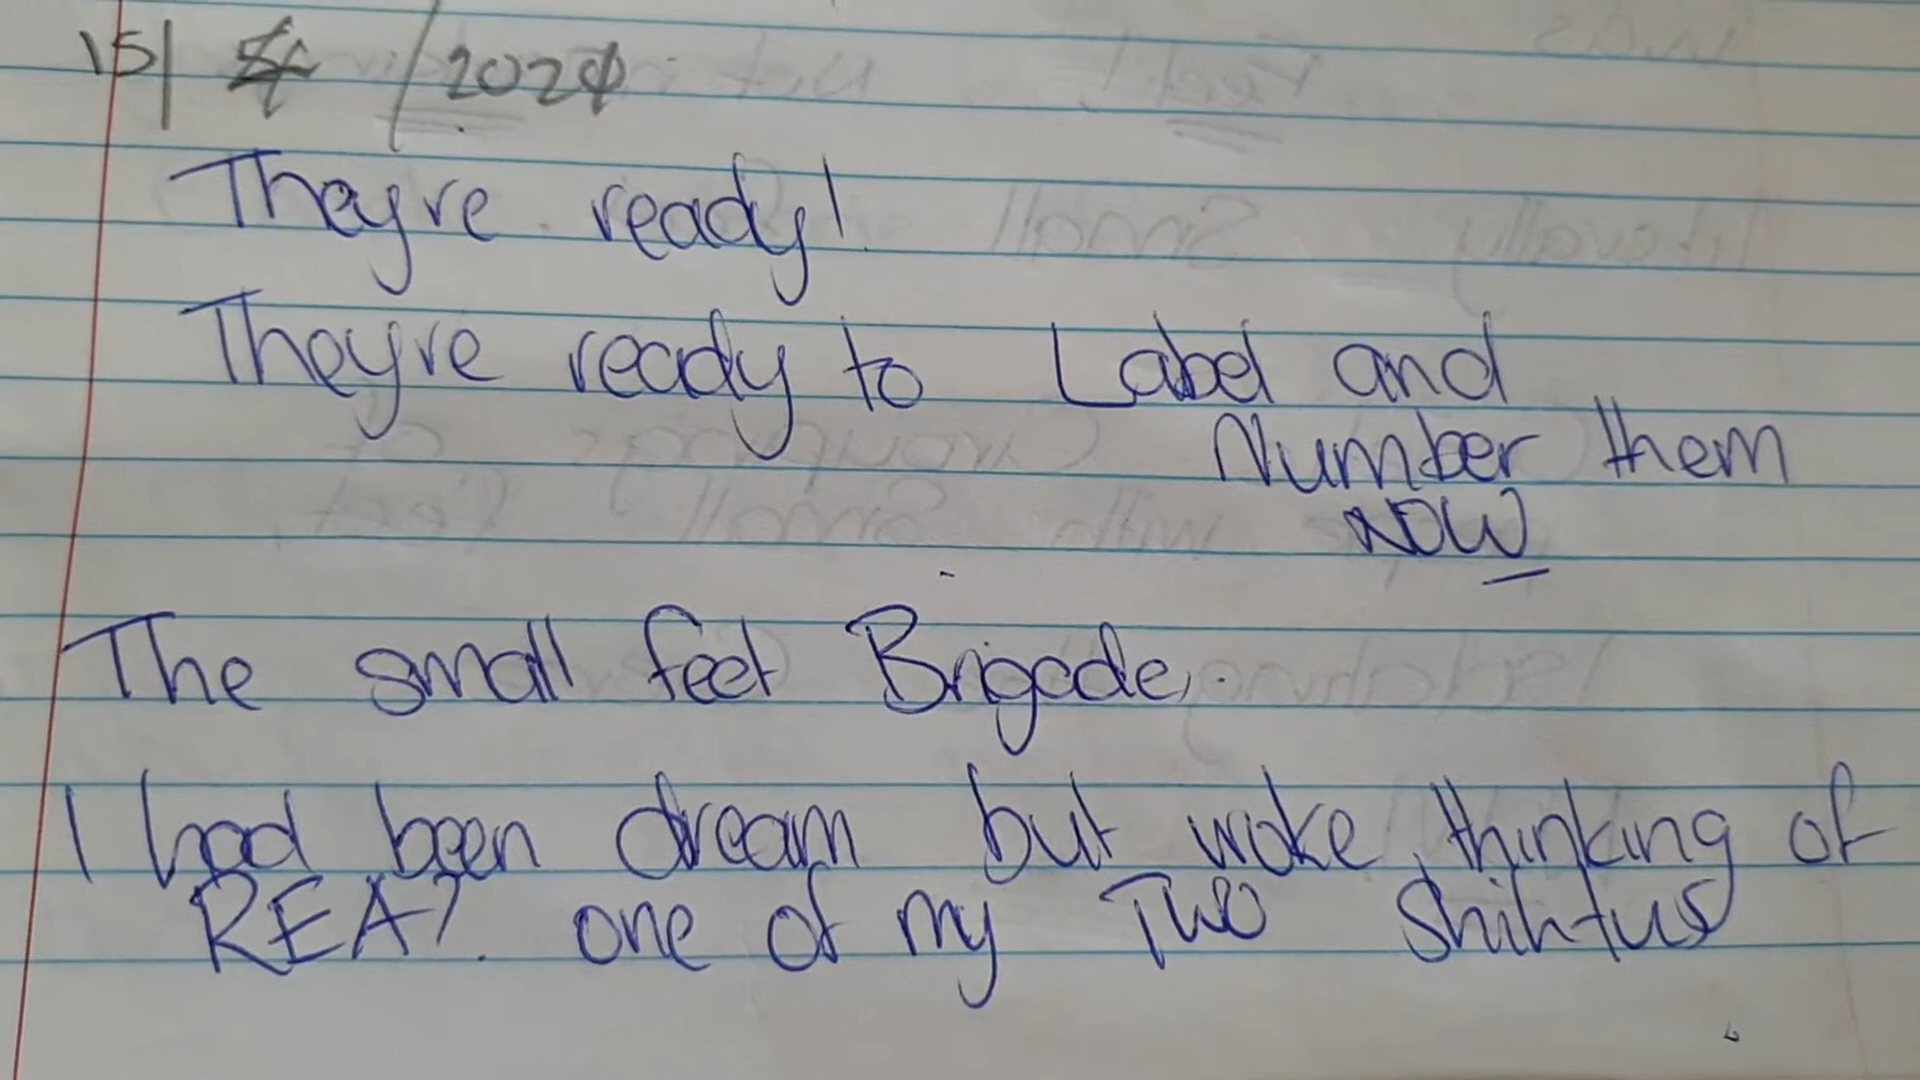 15/ /202
Theyre ready!
Theyre ready to Label and
Number them
NOW
The small feet Brigade.
I had been dream but woke thinking of
REA?. one of my Two Shihtus